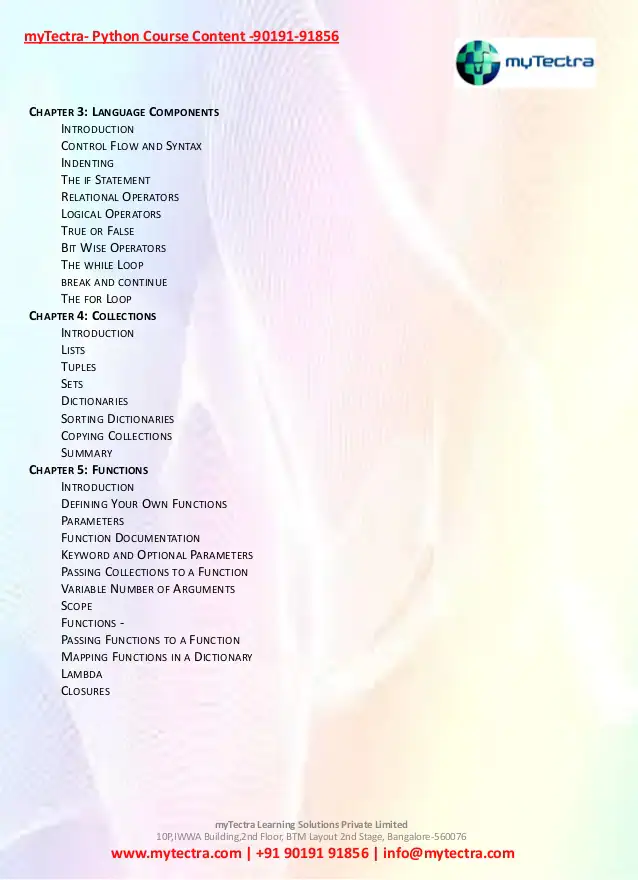 myTectra- Python Course Content -90191-91856
myTectra
Chapter 3: Language Components
Introduction
Control Flow and Syntax
Indenting
The if Statement
Relational Operators
Logical Operators
True or False
Bit Wise Operators
The while Loop
break and continue
The for Loop
Chapter 4: Collections
Introduction
Lists
Tuples
Sets
Dictionaries
Sorting Dictionaries
Copying Collections
Summary
Chapter 5: Functions
Introduction
Defining Your Own Functions
Parameters
Function Documentation
Keyword and Optional Parameters
Passing Collections to a Function
Variable Number of Arguments
Scope
Functions -
Passing Functions to a Function
Mapping Functions in a Dictionary
Lambda
Closures
myTectra Learning Solutions Private Limited
10P,IWWA Building,2nd Floor, BTM Layout 2nd Stage, Bangalore-560076
www.mytectra.com | +91 90191 91856 | info@mytectra.com